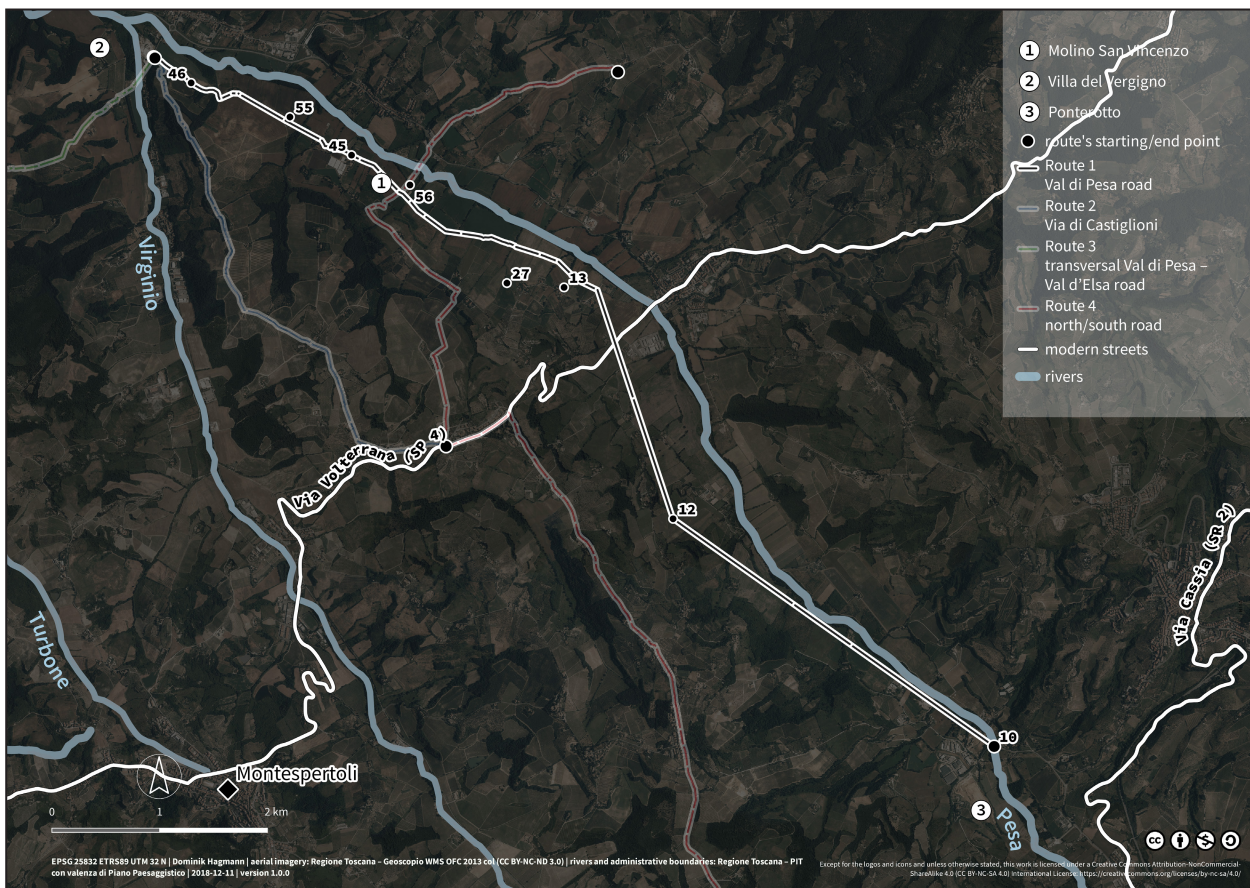 2
46
55
45
1
56
27
13
Virginio
Via Volterrana (SP 4)
12
Via Cassia (SR 2)
Turbone
10
3
Pesa
Montespertoli
0 1 2 km
1 Molino San Vincenzo
2 Villa del Vergigno
3 Ponterotto
route's starting/end point
Route 1
Val di Pesa road
Route 2
Via di Castiglioni
Route 3
transversal Val di Pesa –
Val d’Elsa road
Route 4
north/south road
modern streets
rivers
EPSG 25832 ETRS89 UTM 32 N | Dominik Hagmann | aerial imagery: Regione Toscana – Geoscopio WMS OFC 2013 col (CC BY-NC-ND 3.0) | rivers and administrative boundaries: Regione Toscana – PIT
con valenza di Piano Paesaggistico | 2018-12-11 | version 1.0.0
Except for the logos and icons and unless otherwise stated, this work is licensed under a Creative Commons Attribution-NonCommercial-
ShareAlike 4.0 (CC BY-NC-SA 4.0) International License: https://creativecommons.org/licenses/by-nc-sa/4.0/
cc